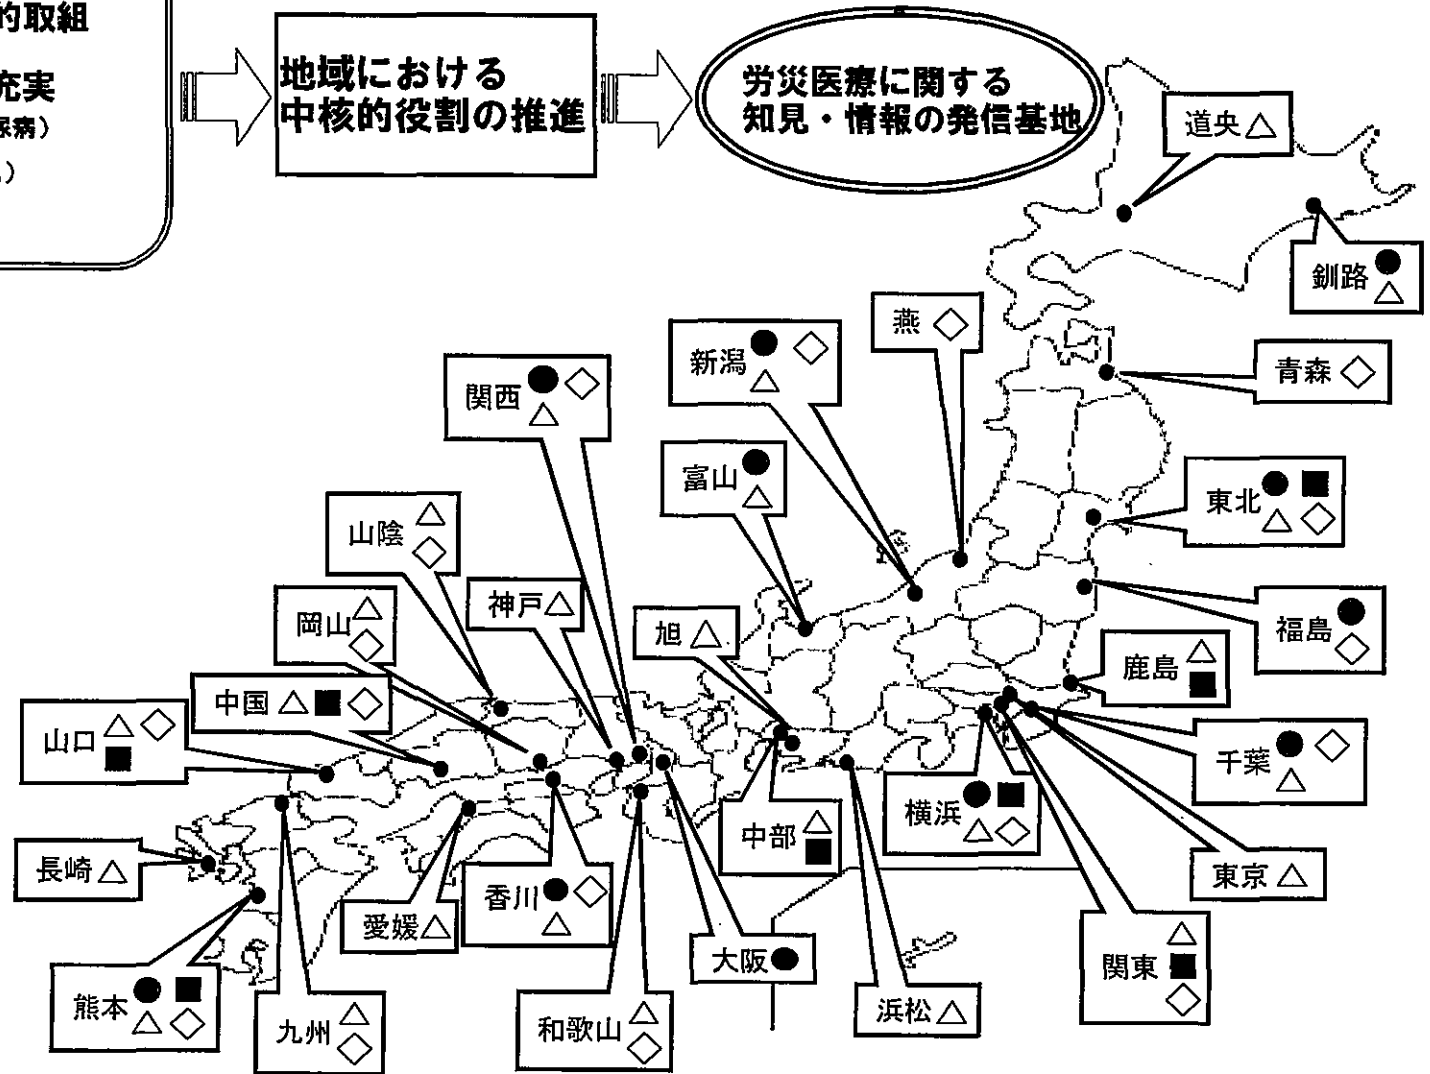 的取組
充実
尿病）
）
地域における
中核的役割の推進
労災医療に関する
知見・情報の発信基地
道央△
釧路●
△
燕◇
新潟●◇
△
青森◇
関西●◇
△
富山●
△
東北●■
△◇
山陰△
◇
神戸△
岡山△
◇
旭△
福島●
◇
鹿島△
■
中国△■◇
山口△◇
■
千葉●◇
△
横浜●■
△◇
中部△
■
長崎△
東京△
香川●◇
△
愛媛△
大阪●
関東△
■
◇
熊本●■
△◇
九州△
◇
和歌山△
◇
浜松△